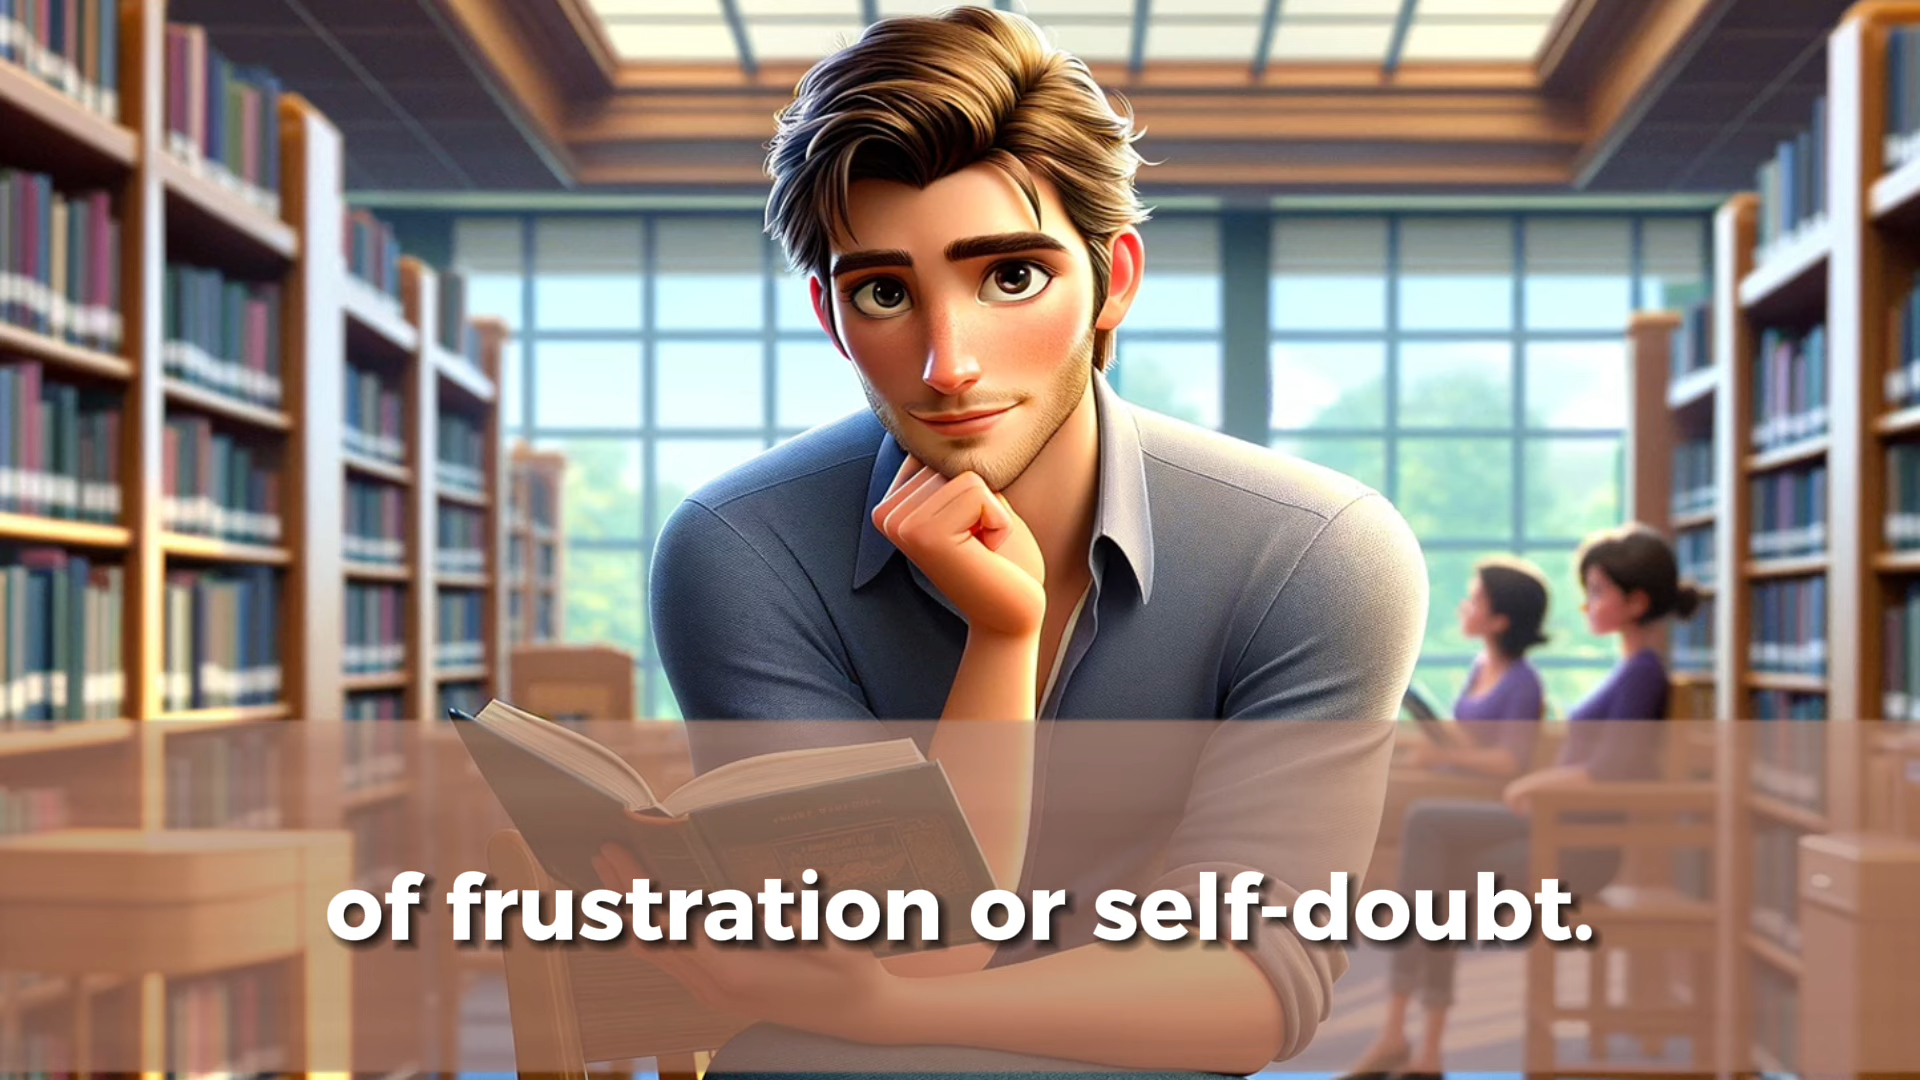 of frustration or self-doubt.